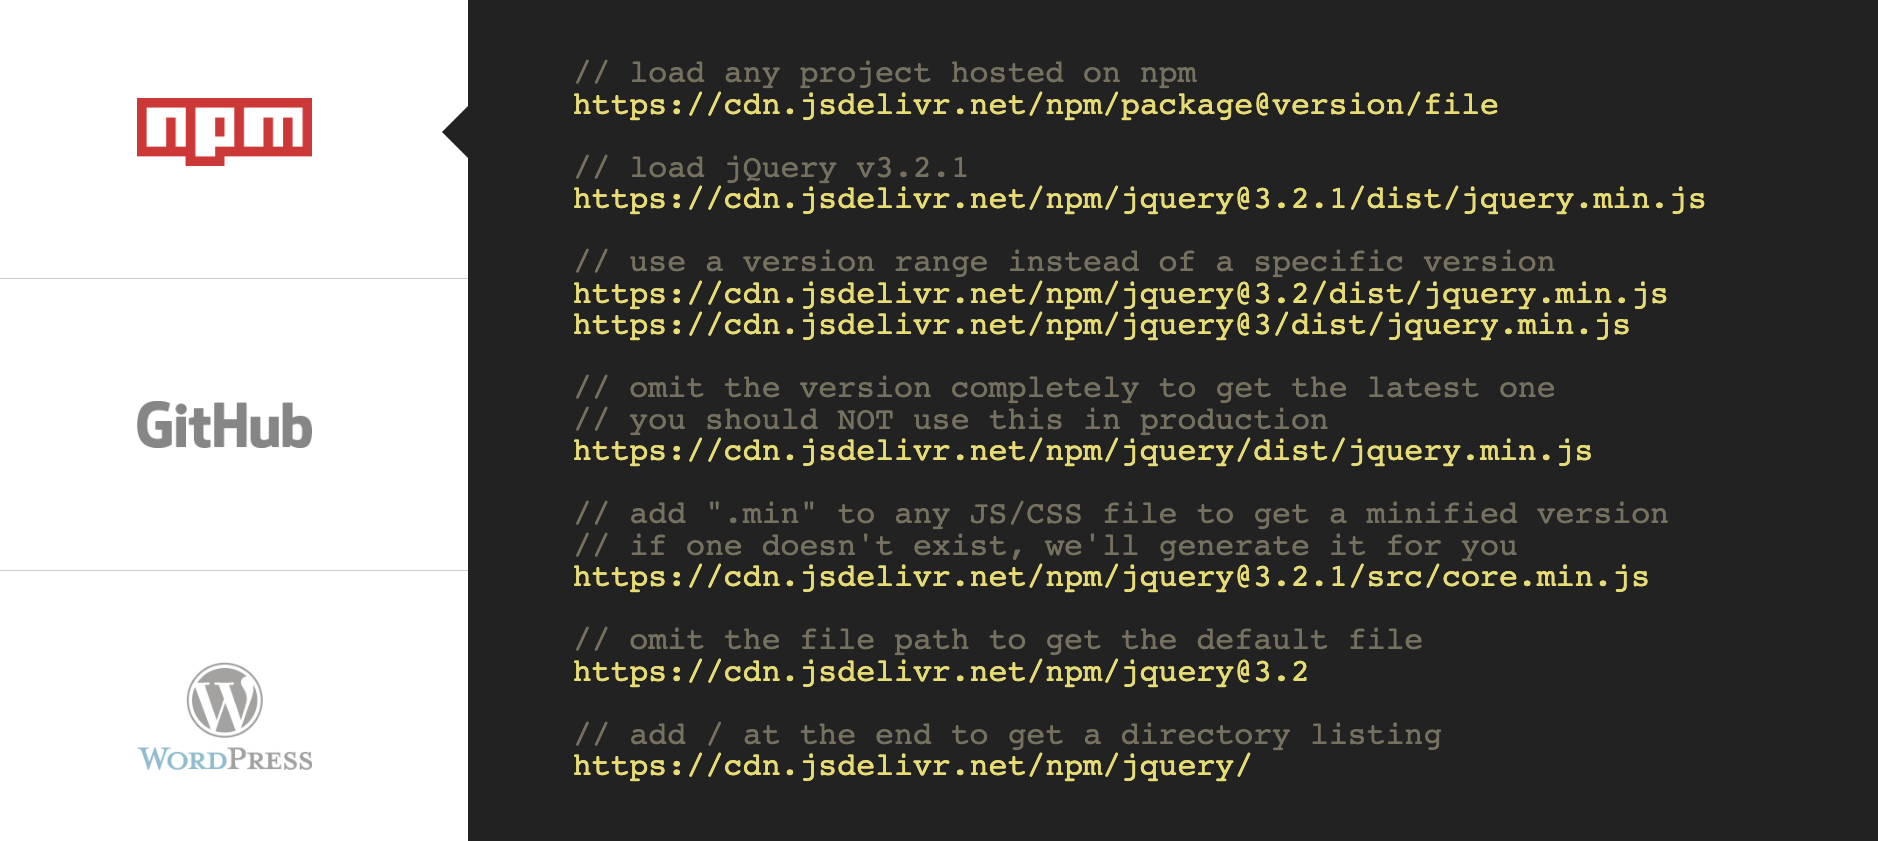 npm
GitHub
WORDPRESS
// load any project hosted on npm
https://cdn.jsdelivr.net/npm/package@version/file
// load jQuery v3.2.1
https://cdn.jsdelivr.net/npm/jquery@3.2.1/dist/jquery.min.js
// use a version range instead of a specific version
https://cdn.jsdelivr.net/npm/jquery@3.2/dist/jquery.min.js
https://cdn.jsdelivr.net/npm/jquery@3/dist/jquery.min.js
// omit the version completely to get the latest one
// you should NOT use this in production
https://cdn.jsdelivr.net/npm/jquery/dist/jquery.min.js
// add ".min" to any JS/CSS file to get a minified version
// if one doesn't exist, we'll generate it for you
https://cdn.jsdelivr.net/npm/jquery@3.2.1/src/core.min.js
// omit the file path to get the default file
https://cdn.jsdelivr.net/npm/jquery@3.2
// add / at the end to get a directory listing
https://cdn.jsdelivr.net/npm/jquery/